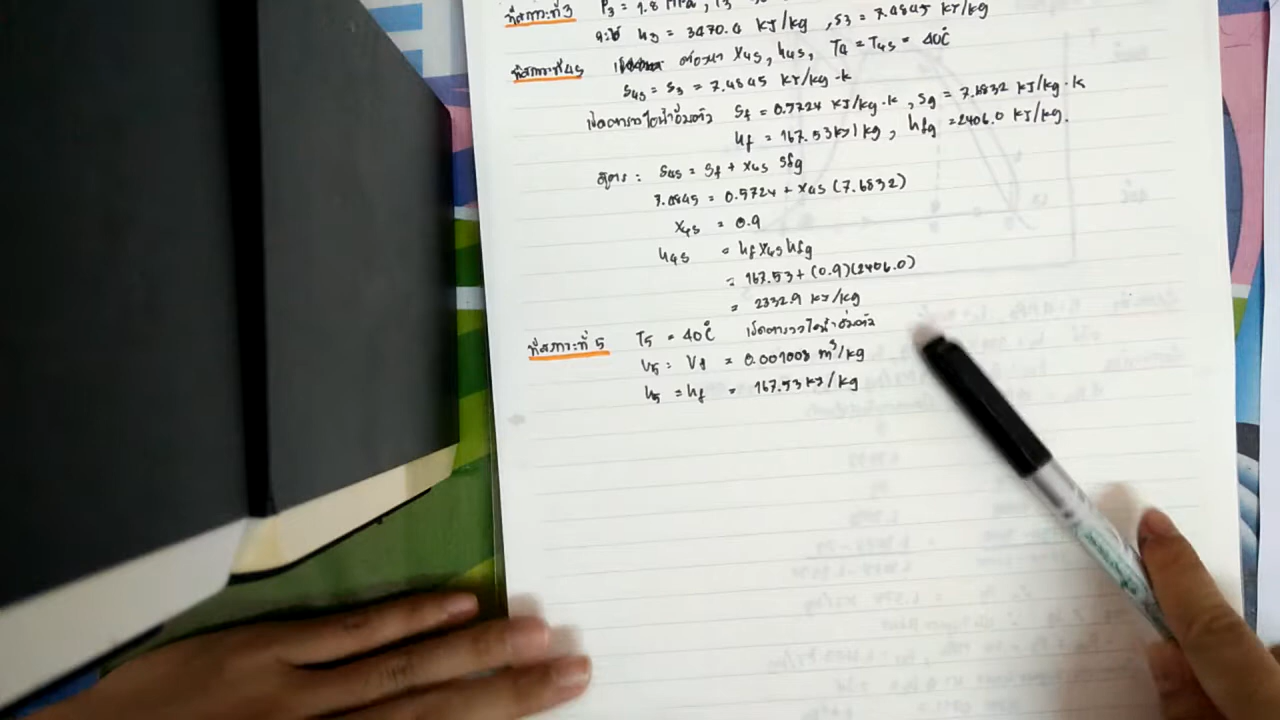 ที่สภาวะที่ 3 P3 = 1.8 MPa, T3
จะได้ h3 = 3470.4 kJ/kg, s3 = 7.4845 kJ/kg
ที่สภาวะที่ 4s ต้องหา x4s, h4s, T4 = T4s = 40°C
s4s = s3 = 7.4845 kJ/kg·k
เปิดตารางไอน้ำอิ่มตัว sf = 0.5724 kJ/kg·k, sg = 7.6832 kJ/kg·k
hf = 167.53 kJ/kg, hfg = 2406.0 kJ/kg.
สูตร : s4s = sf + x4s sfg
7.4845 = 0.5724 + x4s (7.6832)
x4s = 0.9
h4s = hf x4s hfg
= 167.53 + (0.9)(2406.0)
= 2332.9 kJ/kg
ที่สภาวะที่ 5 T5 = 40°C เปิดตารางไอน้ำอิ่มตัว
v5 = vf = 0.001008 m³/kg
h5 = hf = 167.53 kJ/kg